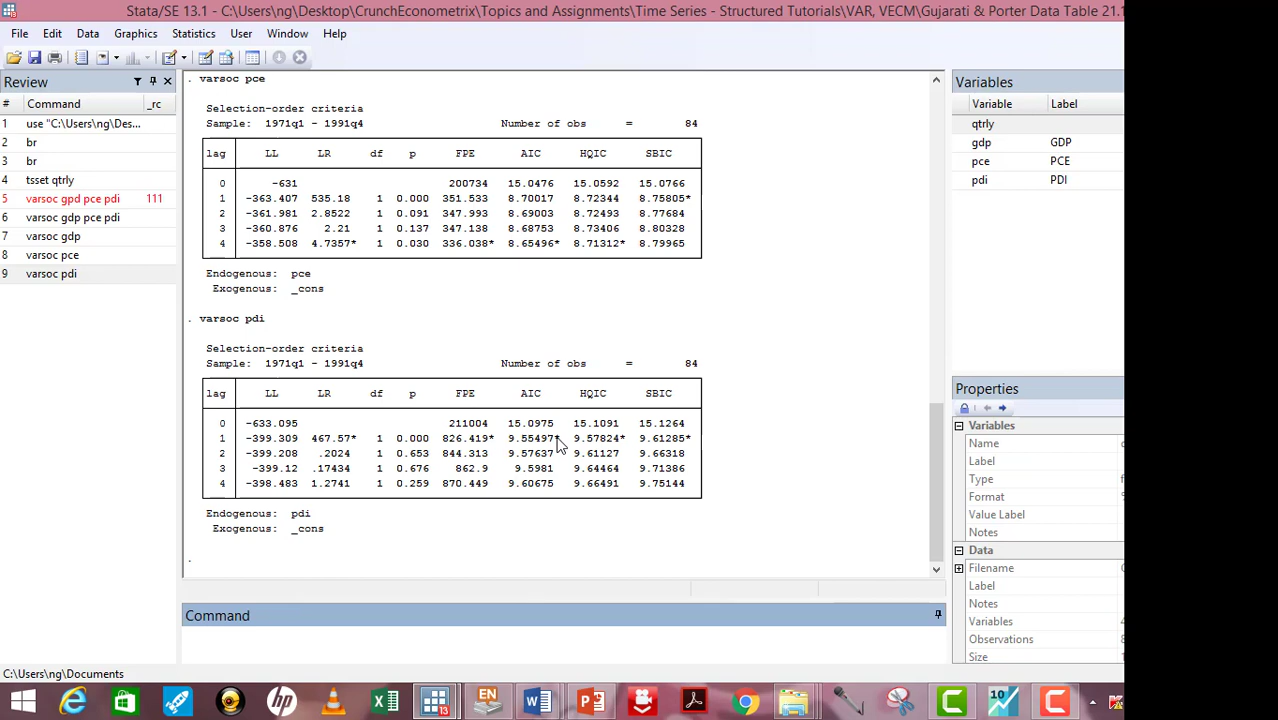 Stata/SE 13.1 - C:\Users\ng\Desktop\CrunchEconometrix\Topics and Assignments\Time Series - Structured Tutorials\VAR, VECM\Gujarati & Porter Data Table 21.1
File Edit Data Graphics Statistics User Window Help
Review
# Command _rc
1 use "C:\Users\ng\Des...
2 br
3 br
4 tsset qtrly
5 varsoc gpd pce pdi 111
6 varsoc gdp pce pdi
7 varsoc gdp
8 varsoc pce
9 varsoc pdi
. varsoc pce
Selection-order criteria
Sample: 1971q1 - 1991q4 Number of obs = 84
lag LL LR df p FPE AIC HQIC SBIC
0 -631 200734 15.0476 15.0592 15.0766
1 -363.407 535.18 1 0.000 351.533 8.70017 8.72344 8.75805*
2 -361.981 2.8522 1 0.091 347.993 8.69003 8.72493 8.77684
3 -360.876 2.21 1 0.137 347.138 8.68753 8.73406 8.80328
4 -358.508 4.7357* 1 0.030 336.038* 8.65496* 8.71312* 8.79965
Endogenous: pce
Exogenous: _cons
. varsoc pdi
Selection-order criteria
Sample: 1971q1 - 1991q4 Number of obs = 84
lag LL LR df p FPE AIC HQIC SBIC
0 -633.095 211004 15.0975 15.1091 15.1264
1 -399.309 467.57* 1 0.000 826.419* 9.55497* 9.57824* 9.61285*
2 -399.208 .2024 1 0.653 844.313 9.57637 9.61127 9.66318
3 -399.12 .17434 1 0.676 862.9 9.5981 9.64464 9.71386
4 -398.483 1.2741 1 0.259 870.449 9.60675 9.66491 9.75144
Endogenous: pdi
Exogenous: _cons
.
Command
C:\Users\ng\Documents
Variables
Variable Label
qtrly
gdp GDP
pce PCE
pdi PDI
Properties
Variables
Name
Label
Type
Format
Value Label
Notes
Data
Filename
Label
Notes
Variables
Observations
Size
13
EN
hp
10